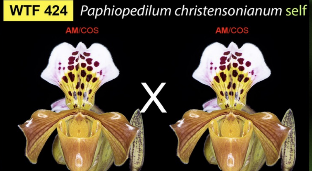 WTF 424 Paphiopedilum christensonianum self
AM/COS AM/COS
X